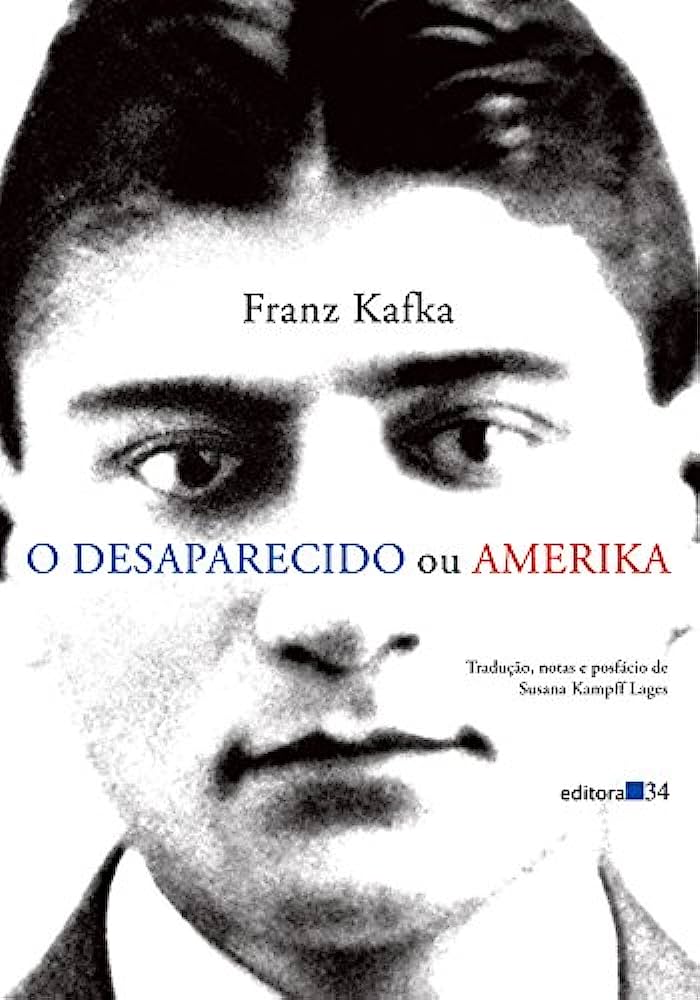 Franz Kafka
O DESAPARECIDO ou AMERIKA
Tradução, notas e posfácio de
Susana Kampff Lages
editora 34